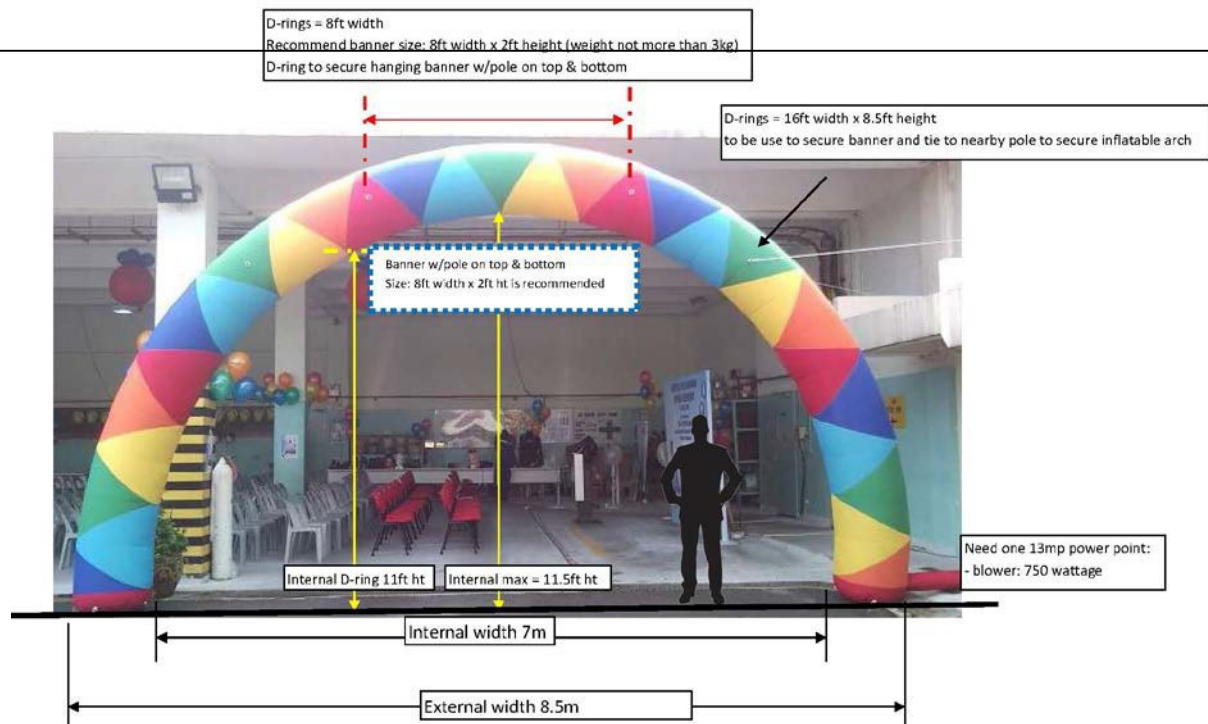 D-rings = 8ft width
Recommend banner size: 8ft width x 2ft height (weight not more than 3kg)
D-ring to secure hanging banner w/pole on top & bottom
D-rings = 16ft width x 8.5ft height
to be use to secure banner and tie to nearby pole to secure inflatable arch
Banner w/pole on top & bottom
Size: 8ft width x 2ft ht is recommended
Need one 13mp power point:
- blower: 750 wattage
Internal D-ring 11ft ht
Internal max = 11.5ft ht
Internal width 7m
External width 8.5m